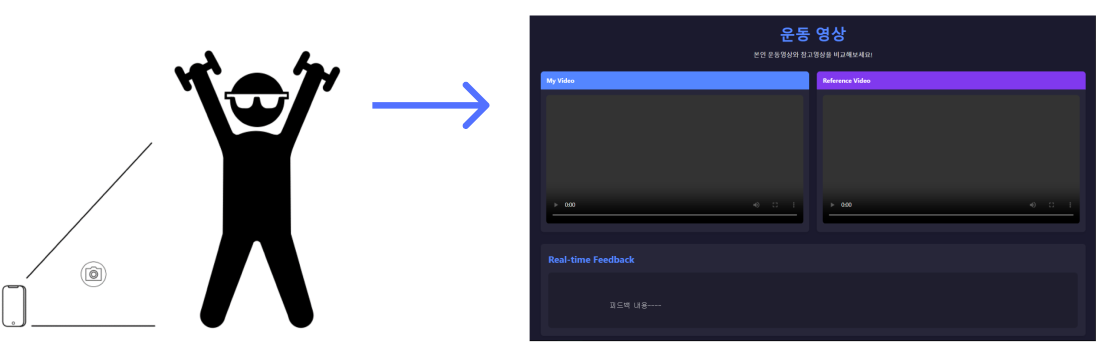 운동 영상
본인 운동영상와 참고영상을 비교해보세요!
My Video
Reference Video
0:00
0:00
Real-time Feedback
피드백 내용----